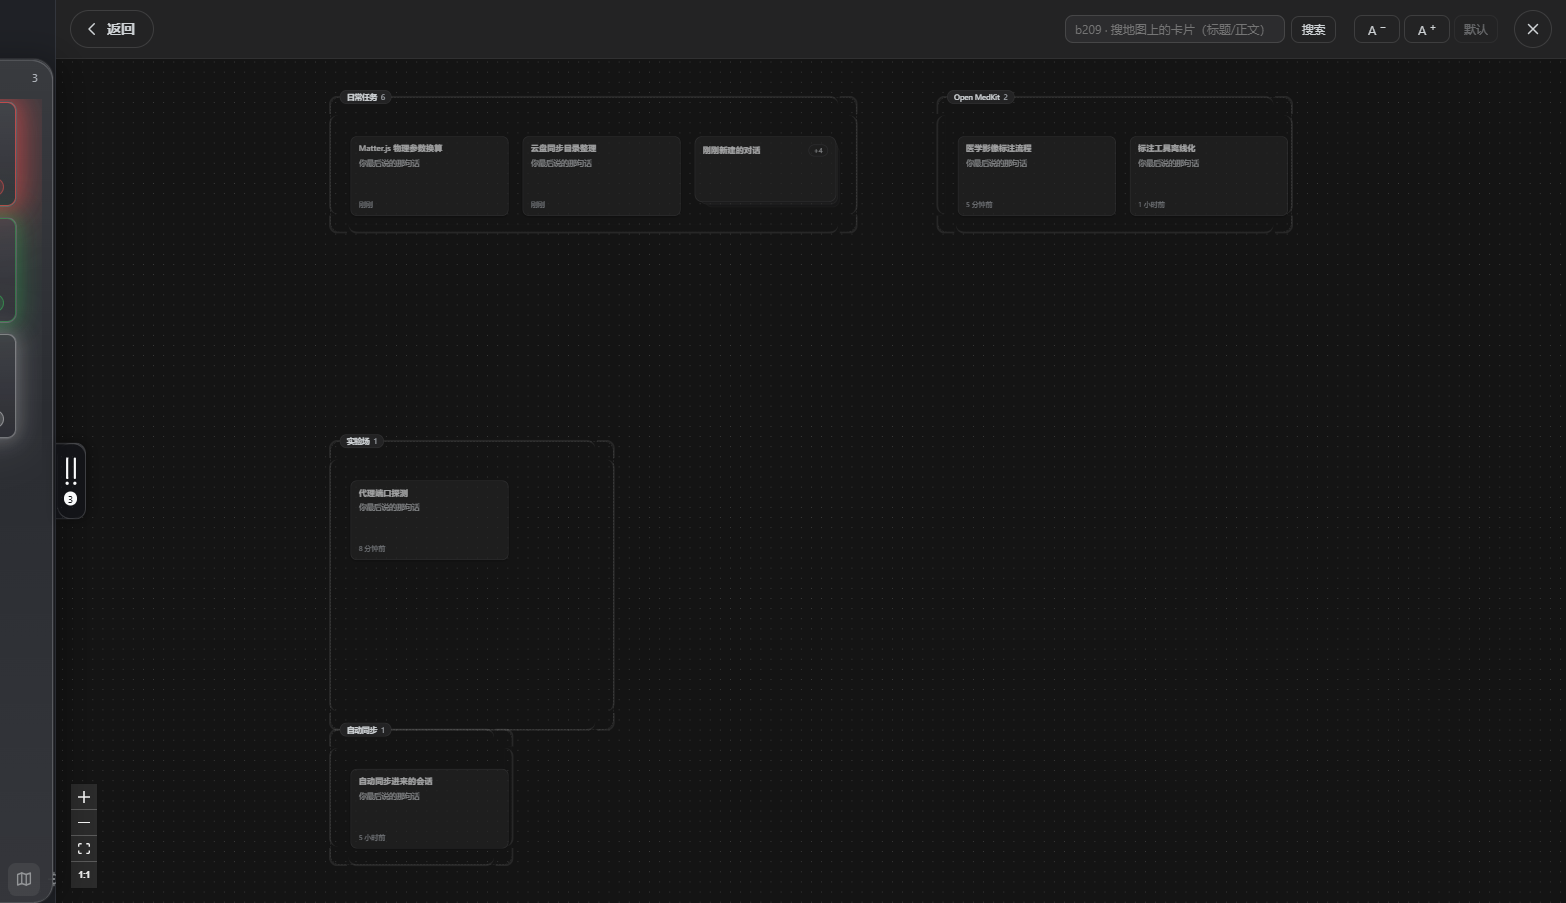 返回
b209 · 搜地图上的卡片（标题/正文）
搜索
A⁻
A⁺
默认
3
日常任务 6
Matter.js 物理参数换算
你最后说的那句话
刚刚
云盘同步目录整理
你最后说的那句话
刚刚
刚刚新建的对话
+4
Open MedKit 2
医学影像标注流程
你最后说的那句话
5 分钟前
标注工具离线化
你最后说的那句话
1 小时前
实验场 1
代理端口探测
你最后说的那句话
8 分钟前
3
自动同步 1
自动同步进来的会话
你最后说的那句话
5 小时前
1:1